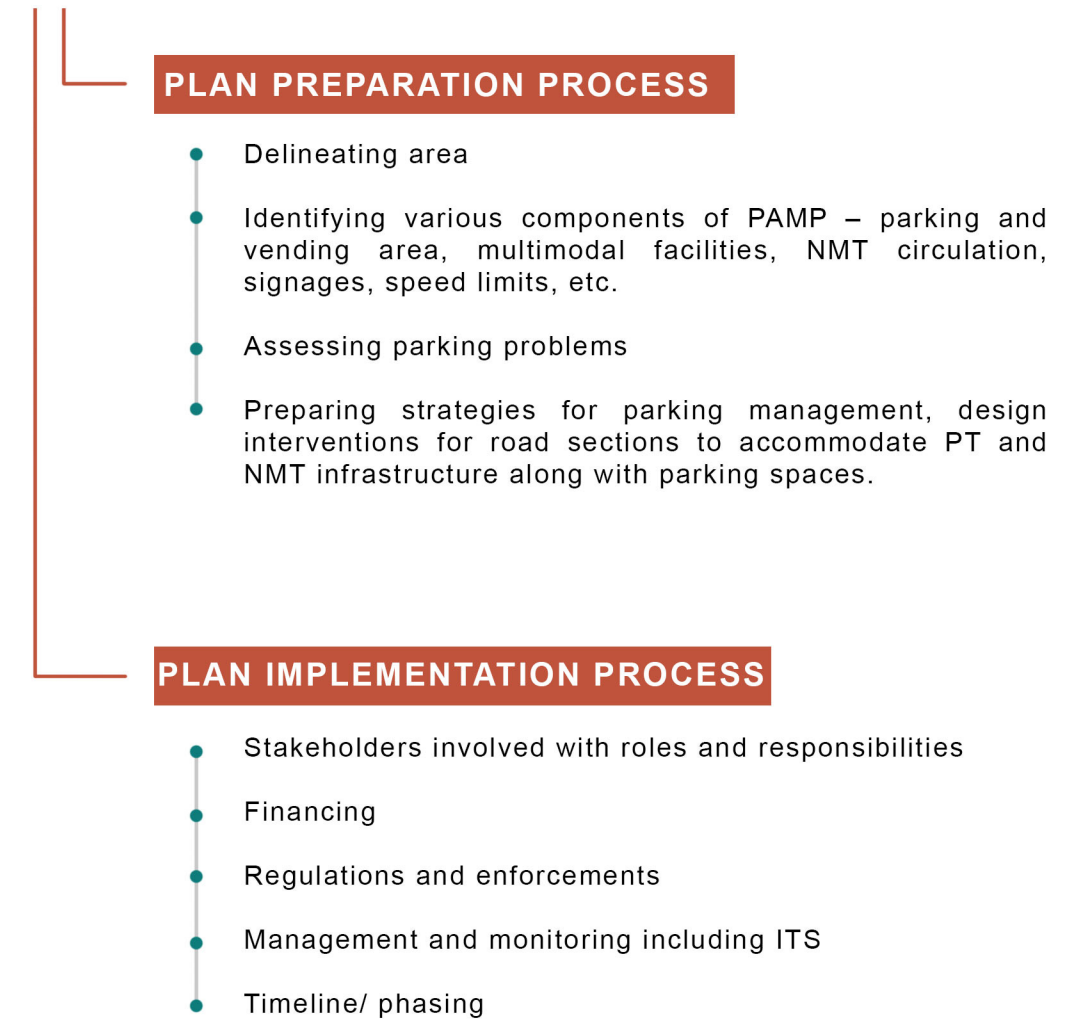 PLAN PREPARATION PROCESS
Delineating area
Identifying various components of PAMP – parking and
vending area, multimodal facilities, NMT circulation,
signages, speed limits, etc.
Assessing parking problems
Preparing strategies for parking management, design
interventions for road sections to accommodate PT and
NMT infrastructure along with parking spaces.
PLAN IMPLEMENTATION PROCESS
Stakeholders involved with roles and responsibilities
Financing
Regulations and enforcements
Management and monitoring including ITS
Timeline/ phasing